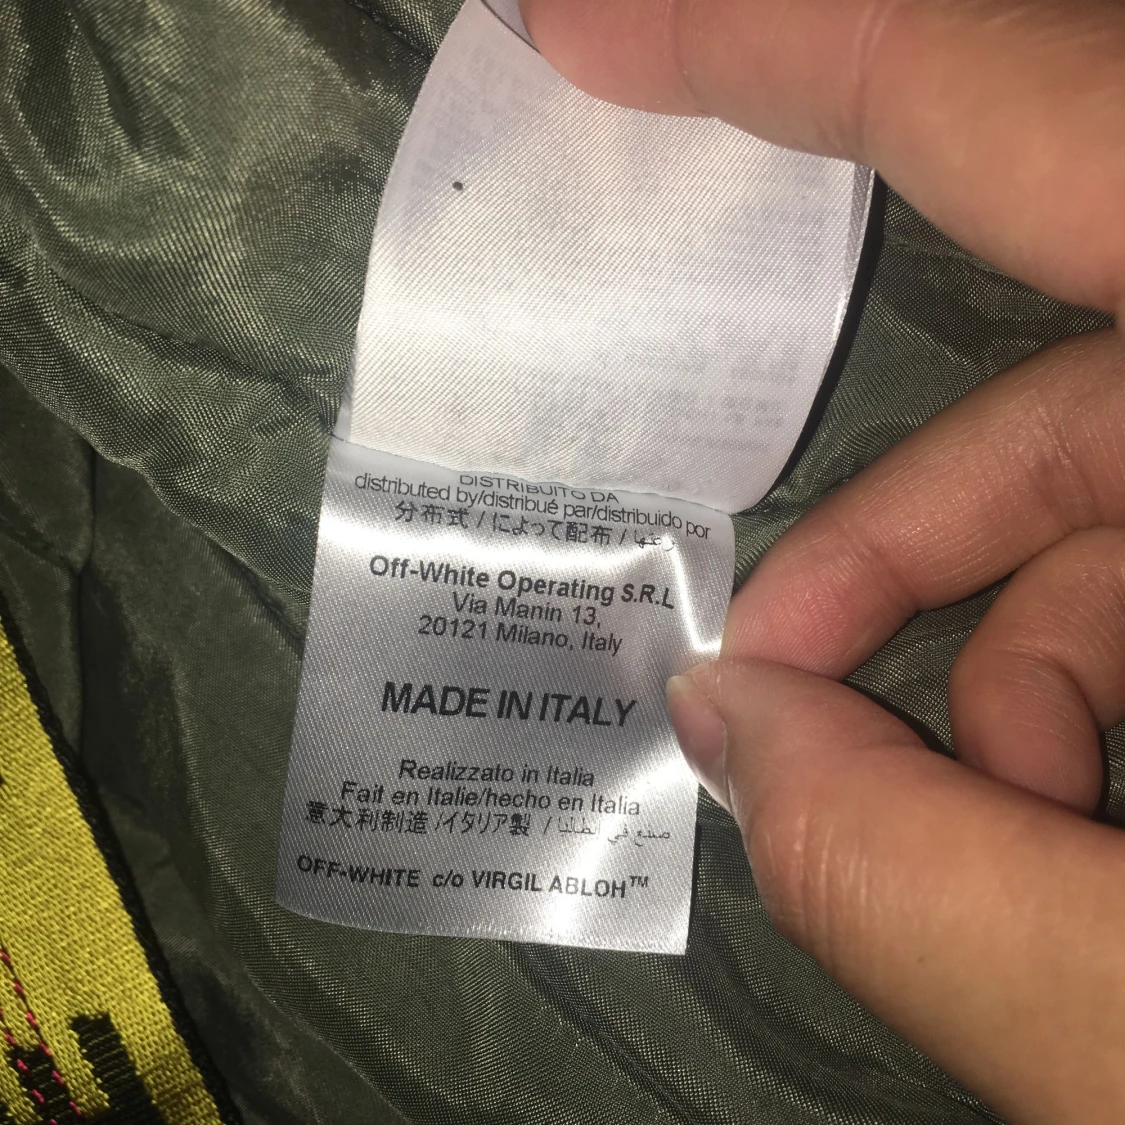 DISTRIBUITO DA
distributed by/distribué par/distribuido por
分布式 / によって配布 /
Off-White Operating S.R.L
Via Manin 13,
20121 Milano, Italy
MADE IN ITALY
Realizzato in Italia
Fait en Italie/hecho en Italia
意大利制造 /イタリア製 / صنع في
OFF-WHITE c/o VIRGIL ABLOH™